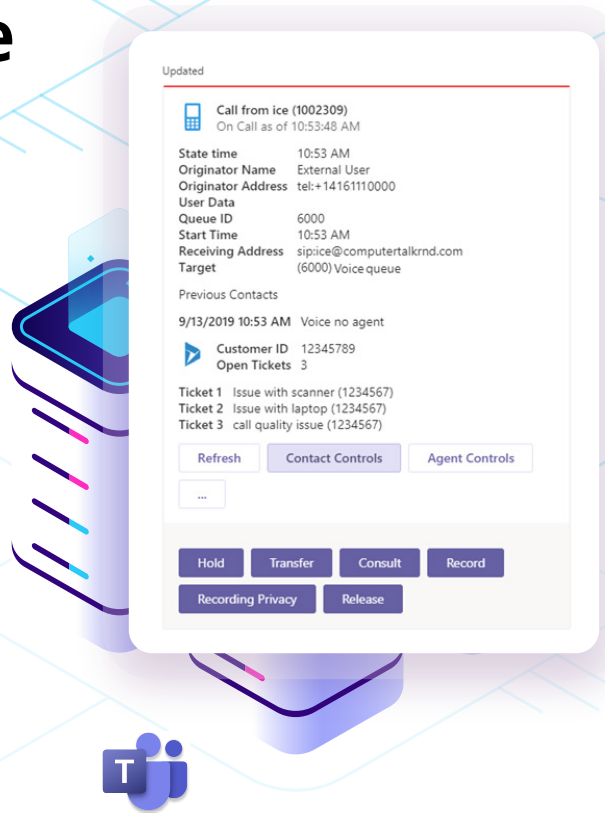 e
Updated
Call from ice (1002309)
On Call as of 10:53:48 AM
State time 10:53 AM
Originator Name External User
Originator Address tel:+14161110000
User Data
Queue ID 6000
Start Time 10:53 AM
Receiving Address sip:ice@computertalkrnd.com
Target (6000) Voice queue
Previous Contacts
9/13/2019 10:53 AM Voice no agent
Customer ID 12345789
Open Tickets 3
Ticket 1 Issue with scanner (1234567)
Ticket 2 Issue with laptop (1234567)
Ticket 3 call quality issue (1234567)
Refresh Contact Controls Agent Controls
...
Hold Transfer Consult Record
Recording Privacy Release
T